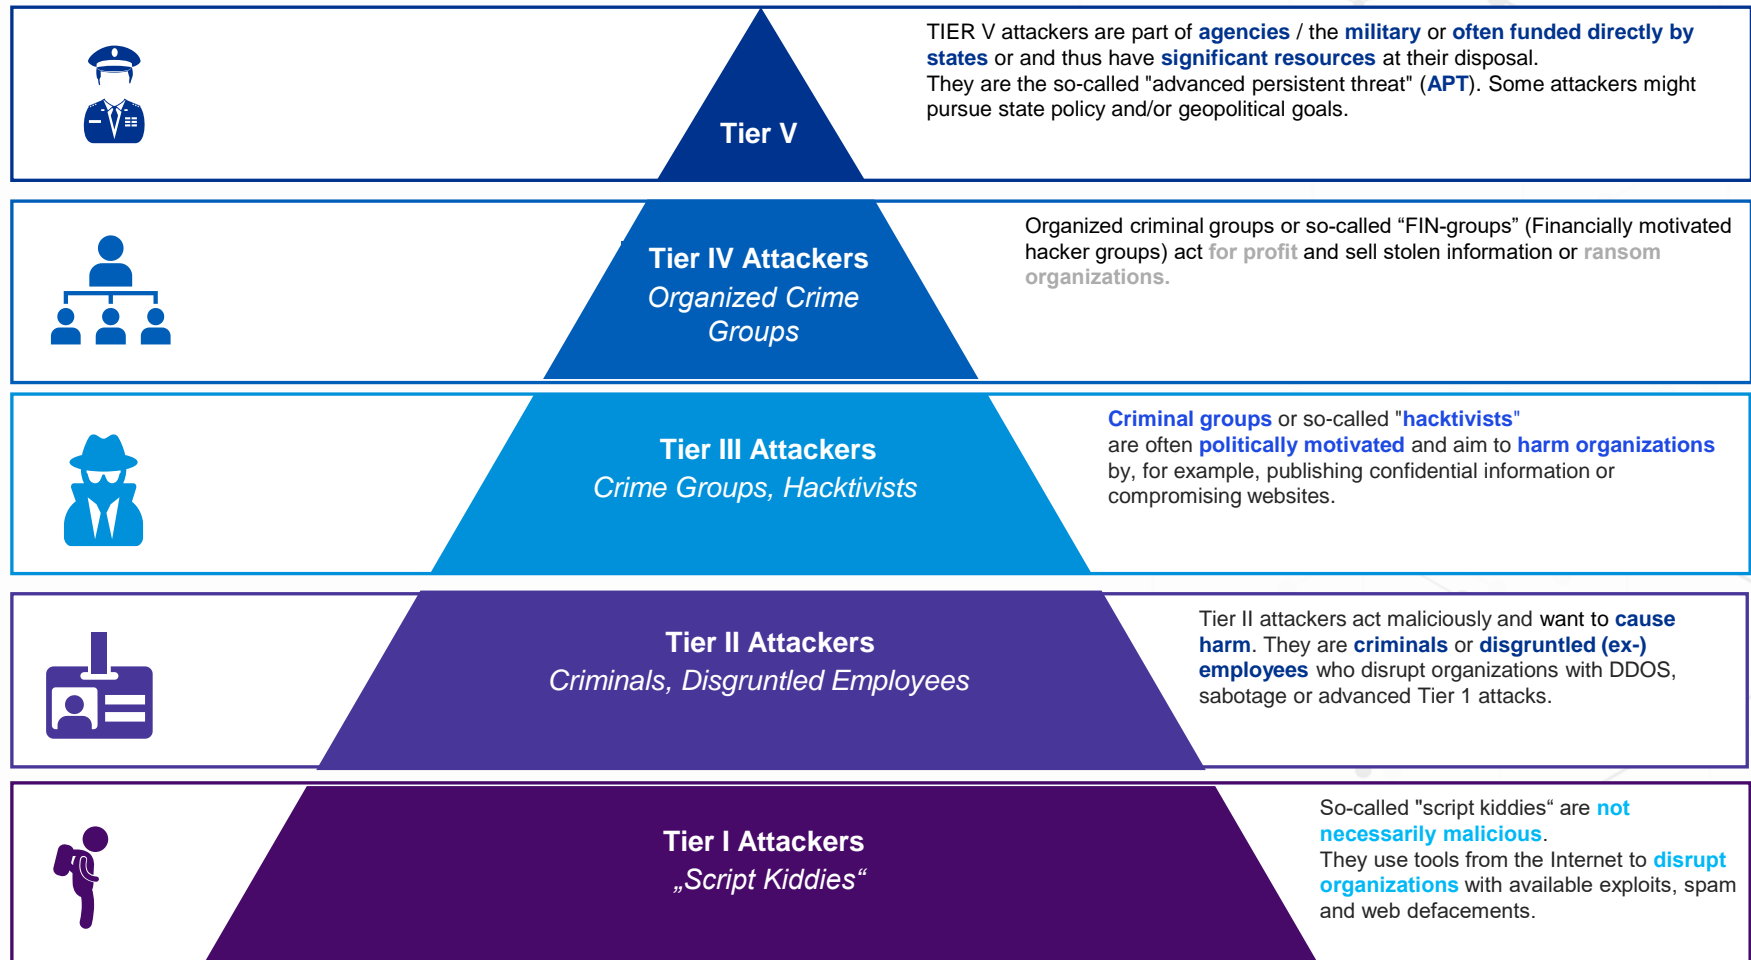 Tier V
TIER V attackers are part of agencies / the military or often funded directly by
states or and thus have significant resources at their disposal.
They are the so-called "advanced persistent threat" (APT). Some attackers might
pursue state policy and/or geopolitical goals.
Tier IV Attackers
Organized Crime
Groups
Organized criminal groups or so-called “FIN-groups” (Financially motivated
hacker groups) act for profit and sell stolen information or ransom
organizations.
Tier III Attackers
Crime Groups, Hacktivists
Criminal groups or so-called "hacktivists"
are often politically motivated and aim to harm organizations
by, for example, publishing confidential information or
compromising websites.
Tier II Attackers
Criminals, Disgruntled Employees
Tier II attackers act maliciously and want to cause
harm. They are criminals or disgruntled (ex-)
employees who disrupt organizations with DDOS,
sabotage or advanced Tier 1 attacks.
Tier I Attackers
„Script Kiddies“
So-called "script kiddies“ are not
necessarily malicious.
They use tools from the Internet to disrupt
organizations with available exploits, spam
and web defacements.